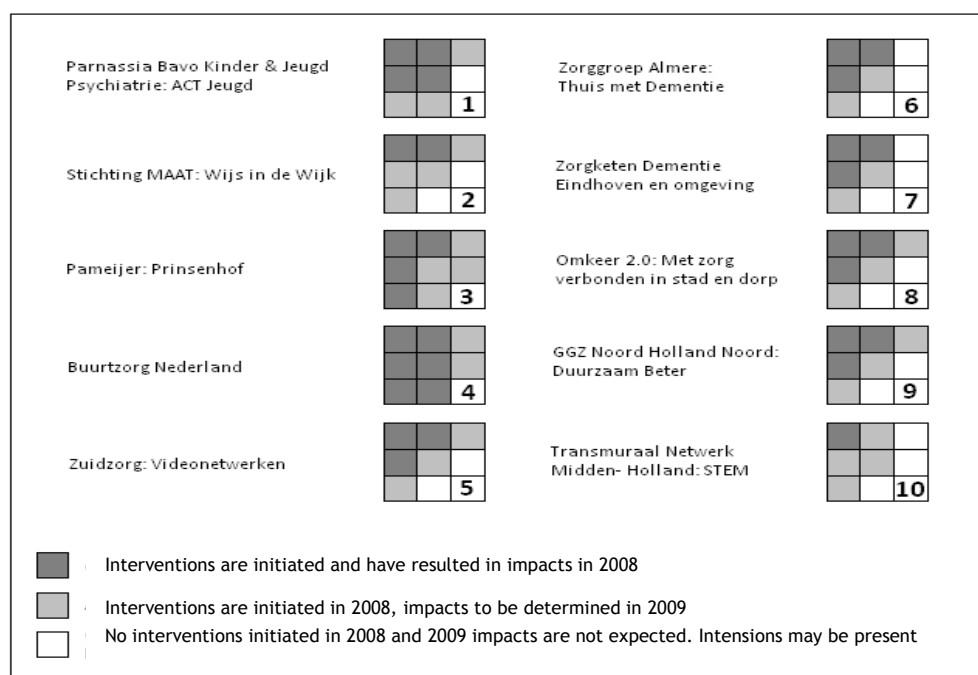 Parnassia Bavo Kinder & Jeugd
Psychiatrie: ACT Jeugd
1
Stichting MAAT: Wijs in de Wijk
2
Pameijer: Prinsenhof
3
Buurtzorg Nederland
4
Zuidzorg: Videonetwerken
5
Zorggroep Almere:
Thuis met Dementie
6
Zorgketen Dementie
Eindhoven en omgeving
7
Omkeer 2.0: Met zorg
verbonden in stad en dorp
8
GGZ Noord Holland Noord:
Duurzaam Beter
9
Transmuraal Netwerk
Midden- Holland: STEM
10
Interventions are initiated and have resulted in impacts in 2008
Interventions are initiated in 2008, impacts to be determined in 2009
No interventions initiated in 2008 and 2009 impacts are not expected. Intensions may be present